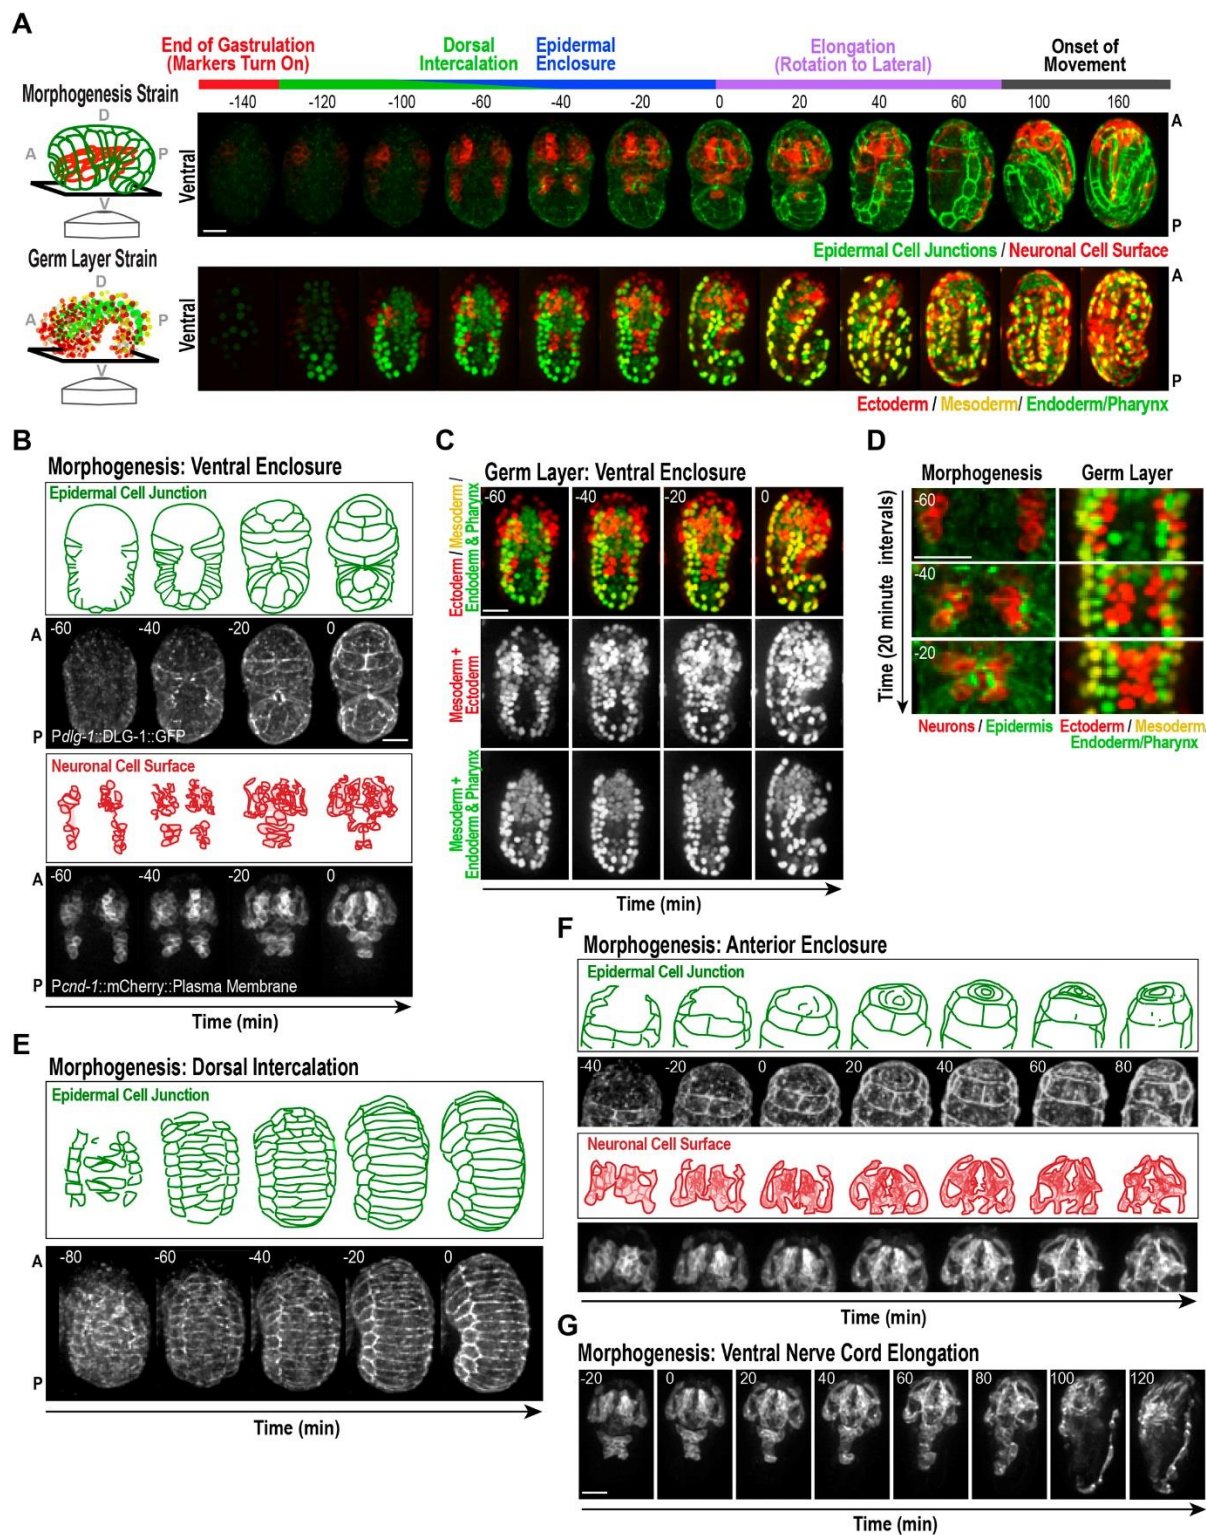 A
End of Gastrulation
(Markers Turn On)
Dorsal
Intercalation
Epidermal
Enclosure
Elongation
(Rotation to Lateral)
Onset of
Movement
Morphogenesis Strain
-140 -120 -100 -60 -40 -20 0 20 40 60 100 160
D
A P
V
Ventral
A
P
Epidermal Cell Junctions / Neuronal Cell Surface
Germ Layer Strain
D
A P
V
Ventral
A
P
Ectoderm / Mesoderm/ Endoderm/Pharynx
B
Morphogenesis: Ventral Enclosure
Epidermal Cell Junction
A
-60 -40 -20 0
P
Pdlg-1::DLG-1::GFP
Neuronal Cell Surface
A
-60 -40 -20 0
P
Pcnd-1::mCherry::Plasma Membrane
Time (min)
C
Germ Layer: Ventral Enclosure
Ectoderm / Mesoderm /
Endoderm & Pharynx
-60 -40 -20 0
Mesoderm +
Ectoderm
Mesoderm +
Endoderm & Pharynx
Time (min)
D
Morphogenesis Germ Layer
Time (20 minute intervals)
-60
-40
-20
Neurons / Epidermis
Ectoderm / Mesoderm/
Endoderm/Pharynx
E
Morphogenesis: Dorsal Intercalation
Epidermal Cell Junction
A
-80 -60 -40 -20 0
P
Time (min)
F
Morphogenesis: Anterior Enclosure
Epidermal Cell Junction
-40 -20 0 20 40 60 80
Neuronal Cell Surface
Time (min)
G
Morphogenesis: Ventral Nerve Cord Elongation
-20 0 20 40 60 80 100 120
Time (min)